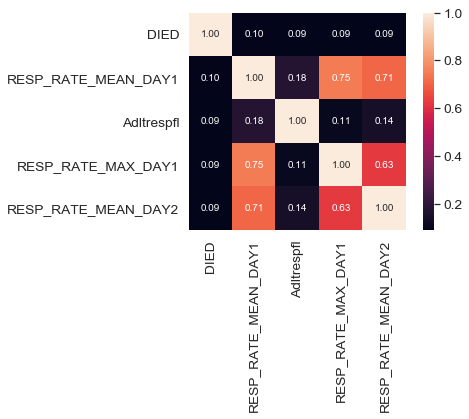 DIED 1.00 0.10 0.09 0.09 0.09
RESP_RATE_MEAN_DAY1 0.10 1.00 0.18 0.75 0.71
Adltrespfl 0.09 0.18 1.00 0.11 0.14
RESP_RATE_MAX_DAY1 0.09 0.75 0.11 1.00 0.63
RESP_RATE_MEAN_DAY2 0.09 0.71 0.14 0.63 1.00
DIED
RESP_RATE_MEAN_DAY1
Adltrespfl
RESP_RATE_MAX_DAY1
RESP_RATE_MEAN_DAY2
1.0
0.8
0.6
0.4
0.2